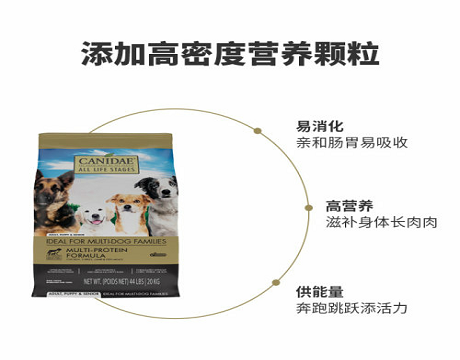 添加高密度营养颗粒
易消化
亲和肠胃易吸收
高营养
滋补身体长肉肉
供能量
奔跑跳跃添活力
CANIDAE
ALL LIFE STAGES
IDEAL FOR MULTI-DOG FAMILIES
MULTI-PROTEIN
FORMULA
NET WT. (POIDS NET) 44 LBS | 20 KG
ADULT, PUPPY & SENIOR
IDEAL FOR MULTI-DOG FAMILIES